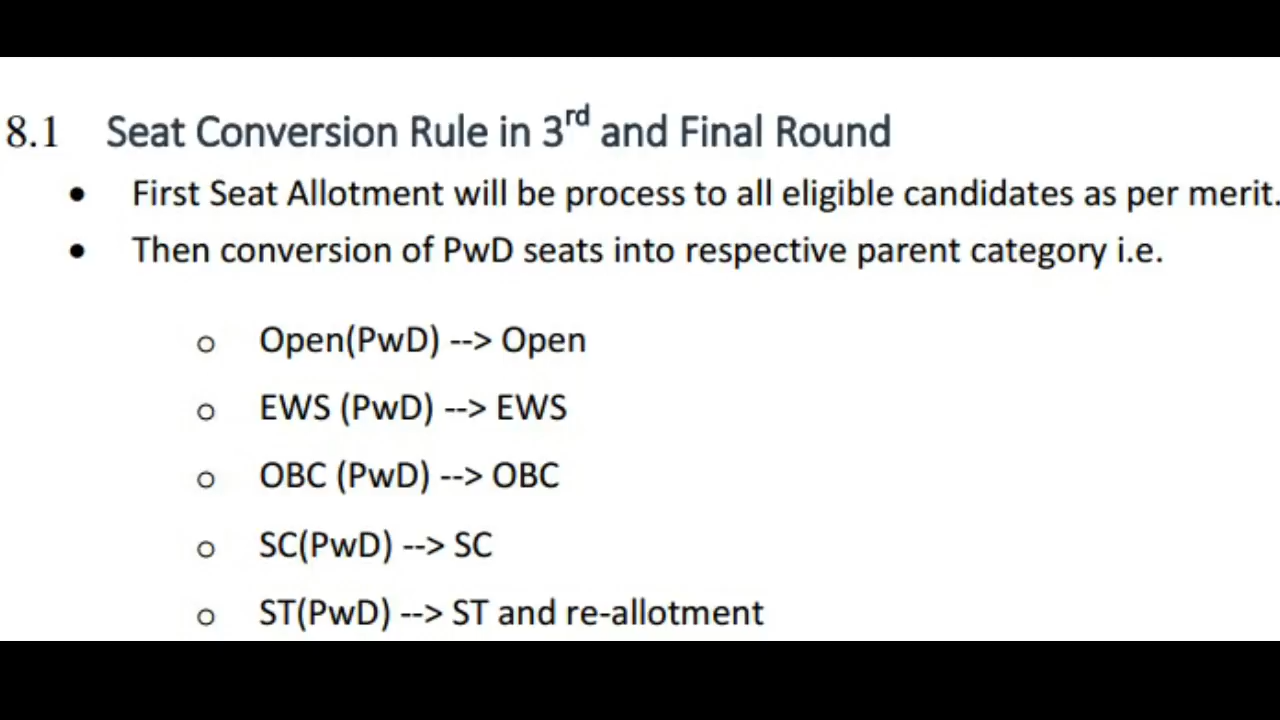 8.1 Seat Conversion Rule in 3rd and Final Round
• First Seat Allotment will be process to all eligible candidates as per merit.
• Then conversion of PwD seats into respective parent category i.e.
o Open(PwD) --> Open
o EWS (PwD) --> EWS
o OBC (PwD) --> OBC
o SC(PwD) --> SC
o ST(PwD) --> ST and re-allotment